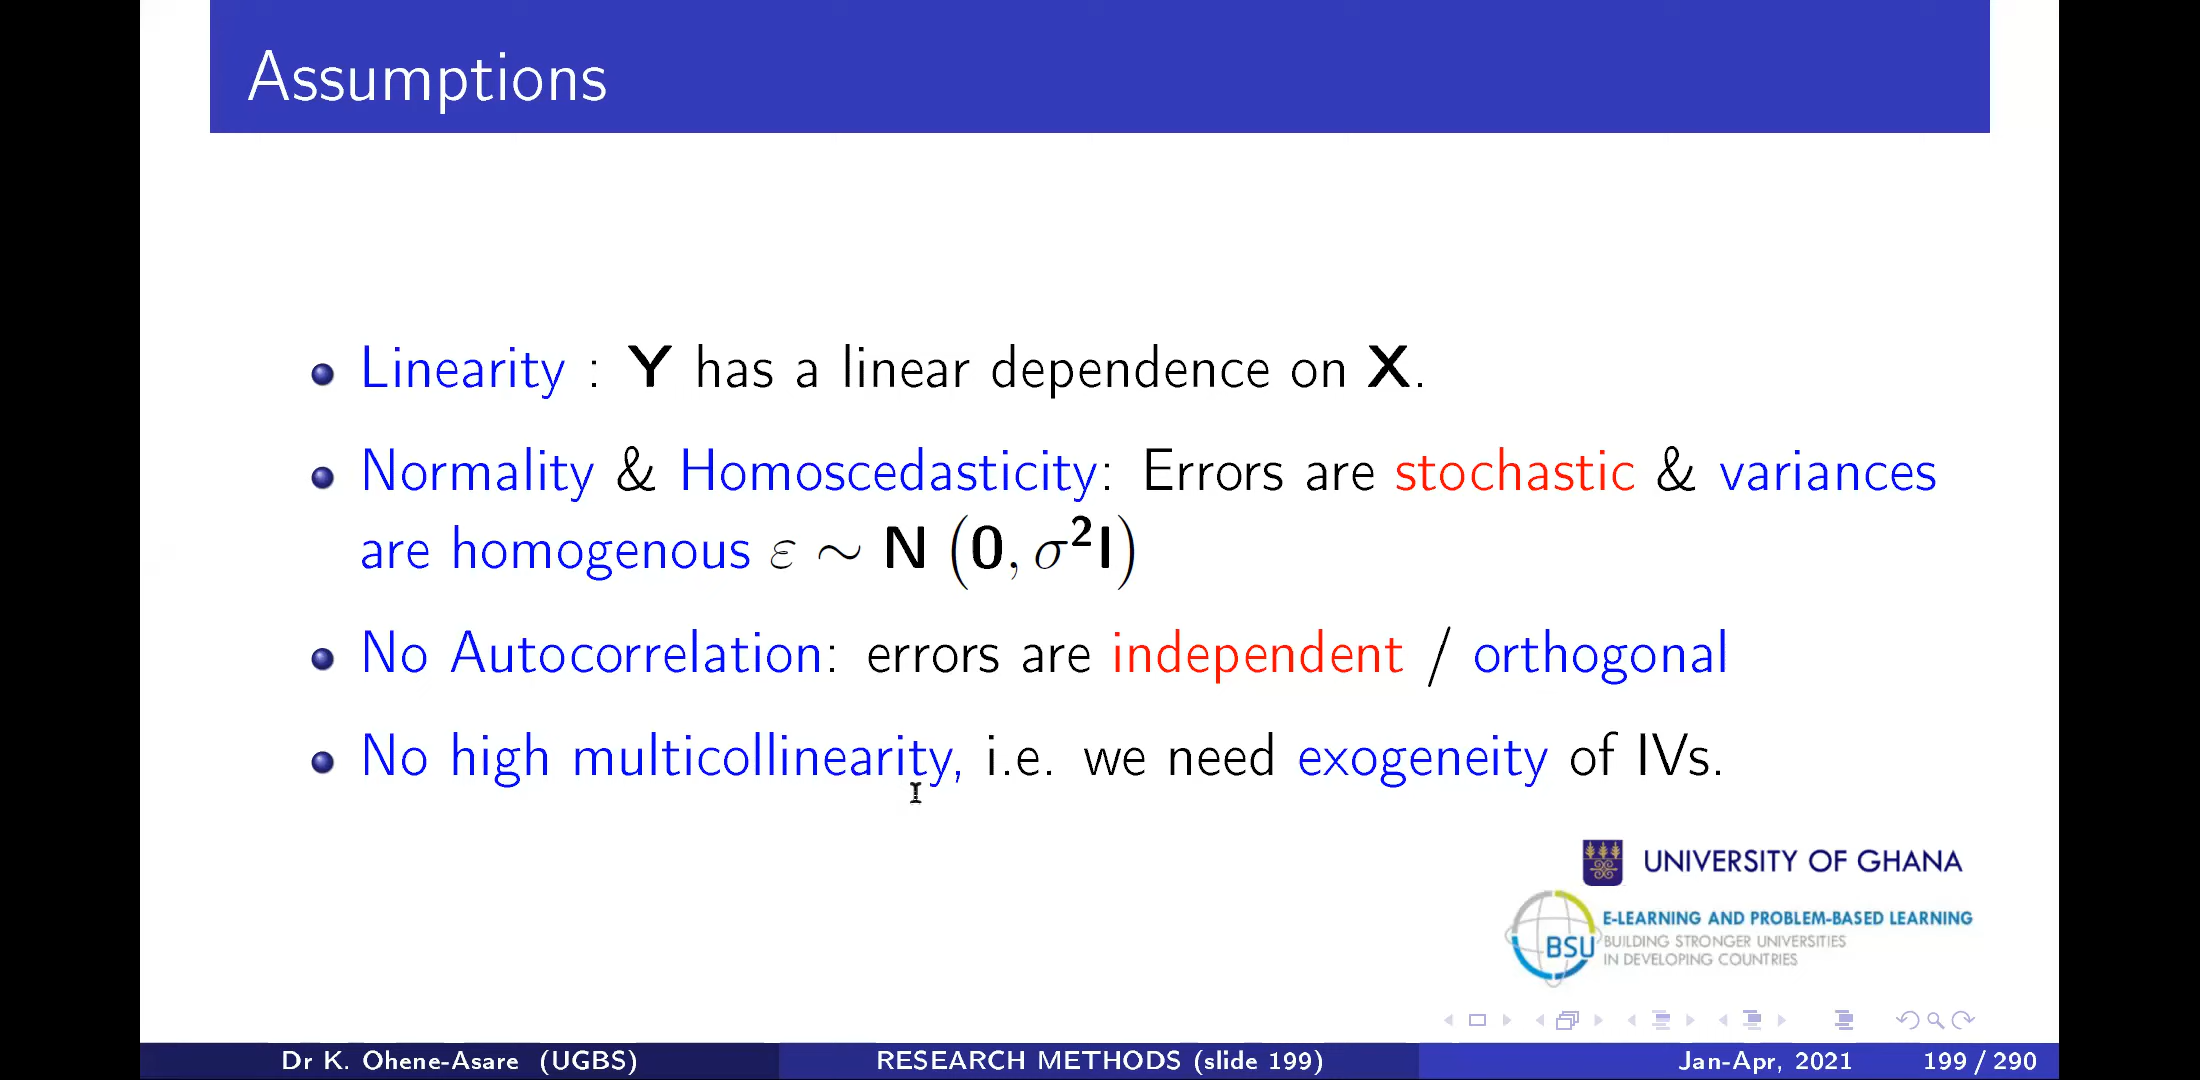 Assumptions
Linearity : Y has a linear dependence on X.
Normality & Homoscedasticity: Errors are stochastic & variances
are homogenous ε ∼ N (0, σ²I)
No Autocorrelation: errors are independent / orthogonal
No high multicollinearity, i.e. we need exogeneity of IVs.
UNIVERSITY OF GHANA
E-LEARNING AND PROBLEM-BASED LEARNING
BSU
BUILDING STRONGER UNIVERSITIES
IN DEVELOPING COUNTRIES
Dr K. Ohene-Asare (UGBS) RESEARCH METHODS (slide 199) Jan-Apr, 2021 199 / 290